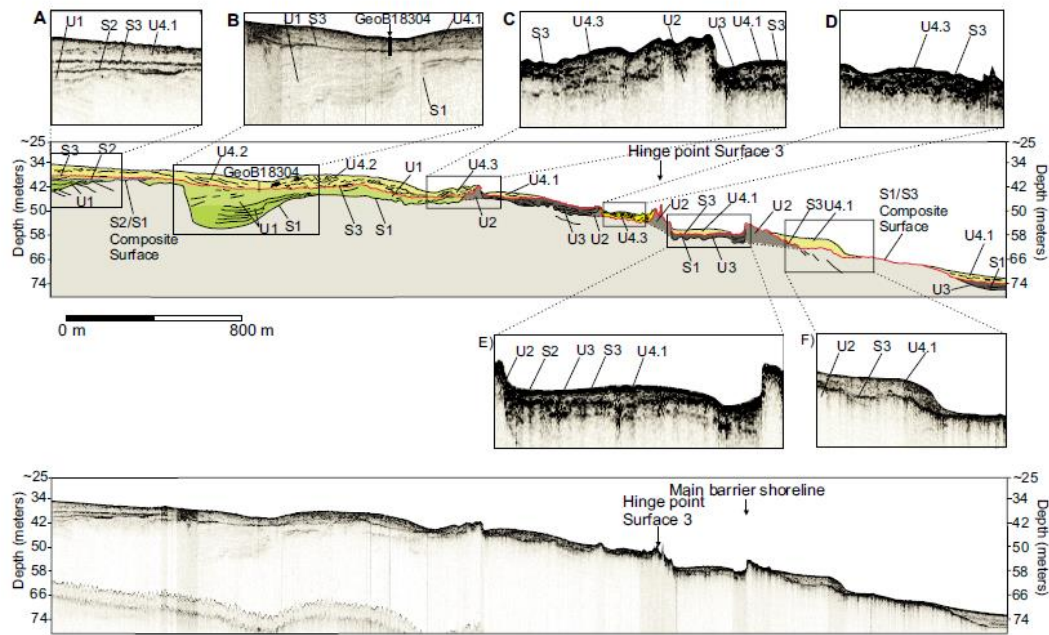 A
U1
S2
S3
U4.1
B
U1
S3
GeoB18304
U4.1
S1
C
S3
U4.3
U2
U3
U4.1
S3
D
U4.3
S3
Depth (meters)
~25
34
42
50
58
66
74
S3
S2
U1
S2/S1
Composite
Surface
U4.2
GeoB18304
U1
S1
U4.2
S3
S1
U1
U4.3
U2
U4.1
U3
U2
U4.3
Hinge point Surface 3
U2
S3
U4.1
S1
U3
U2
S3
U4.1
S1/S3
Composite
Surface
U4.1
S1
U3
~25
34
42
50
58
66
74
Depth (meters)
0 m
800 m
E)
U2
S2
U3
S3
U4.1
F)
U2
S3
U4.1
Depth (meters)
~25
34
42
50
58
66
74
Main barrier shoreline
Hinge point
Surface 3
~25
34
42
50
58
66
74
Depth (meters)